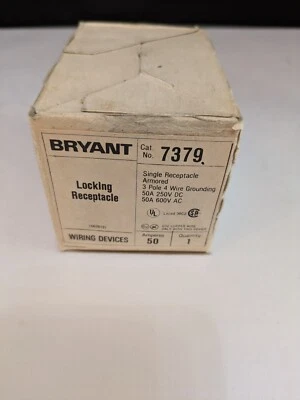 BRYANT
Cat. No. 7379
Locking
Receptacle
Single Receptacle
Armored
3 Pole 4 Wire Grounding
50A 250V DC
50A 600V AC
UL
WIRING DEVICES
Amperes
50
Quantity
1